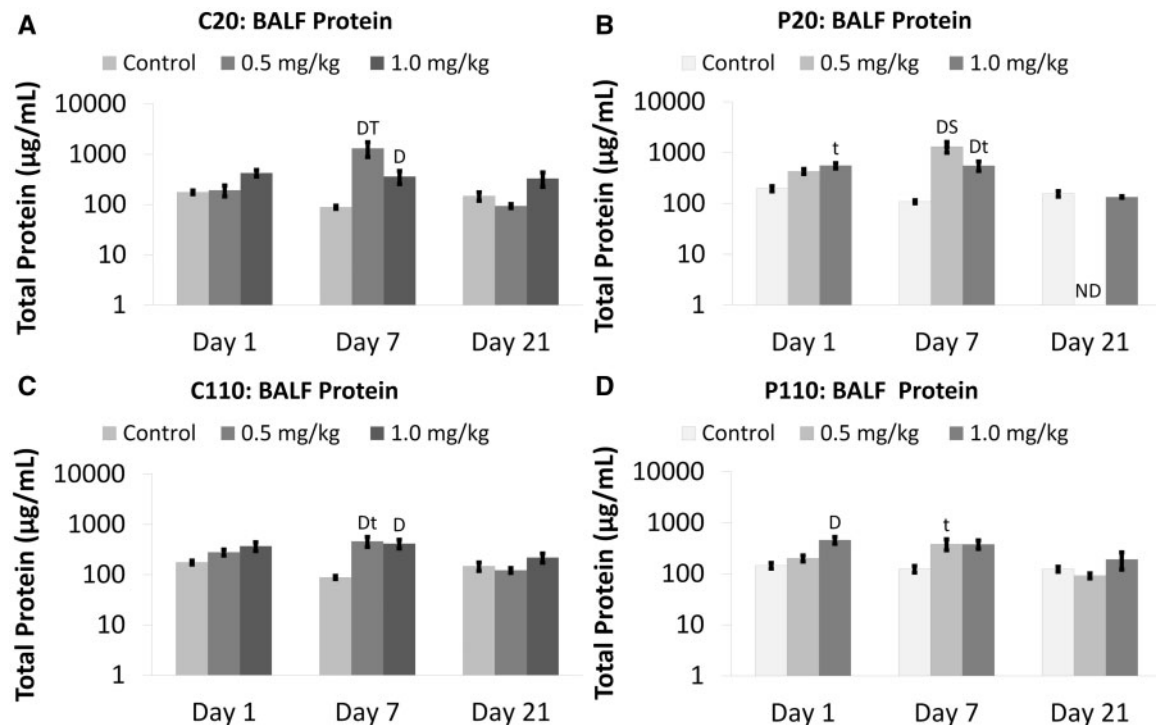 A
C20: BALF Protein
Control 0.5 mg/kg 1.0 mg/kg
Total Protein (µg/mL)
10000
1000
100
10
1
DT
D
Day 1 Day 7 Day 21
B
P20: BALF Protein
Control 0.5 mg/kg 1.0 mg/kg
Total Protein (µg/mL)
10000
1000
100
10
1
t
DS
Dt
ND
Day 1 Day 7 Day 21
C
C110: BALF Protein
Control 0.5 mg/kg 1.0 mg/kg
Total Protein (µg/mL)
10000
1000
100
10
1
Dt
D
Day 1 Day 7 Day 21
D
P110: BALF Protein
Control 0.5 mg/kg 1.0 mg/kg
Total Protein (µg/mL)
10000
1000
100
10
1
D
t
Day 1 Day 7 Day 21